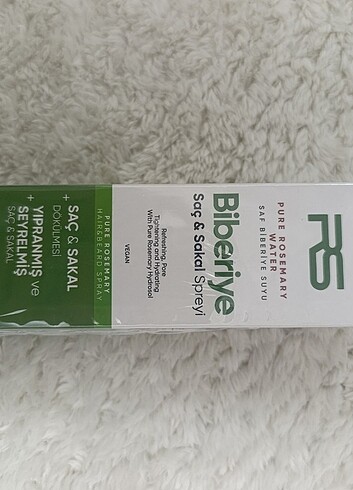 RS
PURE ROSEMARY
WATER
SAF BİBERİYE SUYU
Biberiye
Saç & Sakal Spreyi
Refreshing, Pore
Tightening and Hydrating
With Pure Rosemary Hydrosol
VEGAN
PURE ROSEMARY
HAIR&BEARD SPRAY
+ SAÇ & SAKAL
DÖKÜLMESİ
+ YIPRANMIŞ ve
SEYRELMİŞ
SAÇ & SAKAL